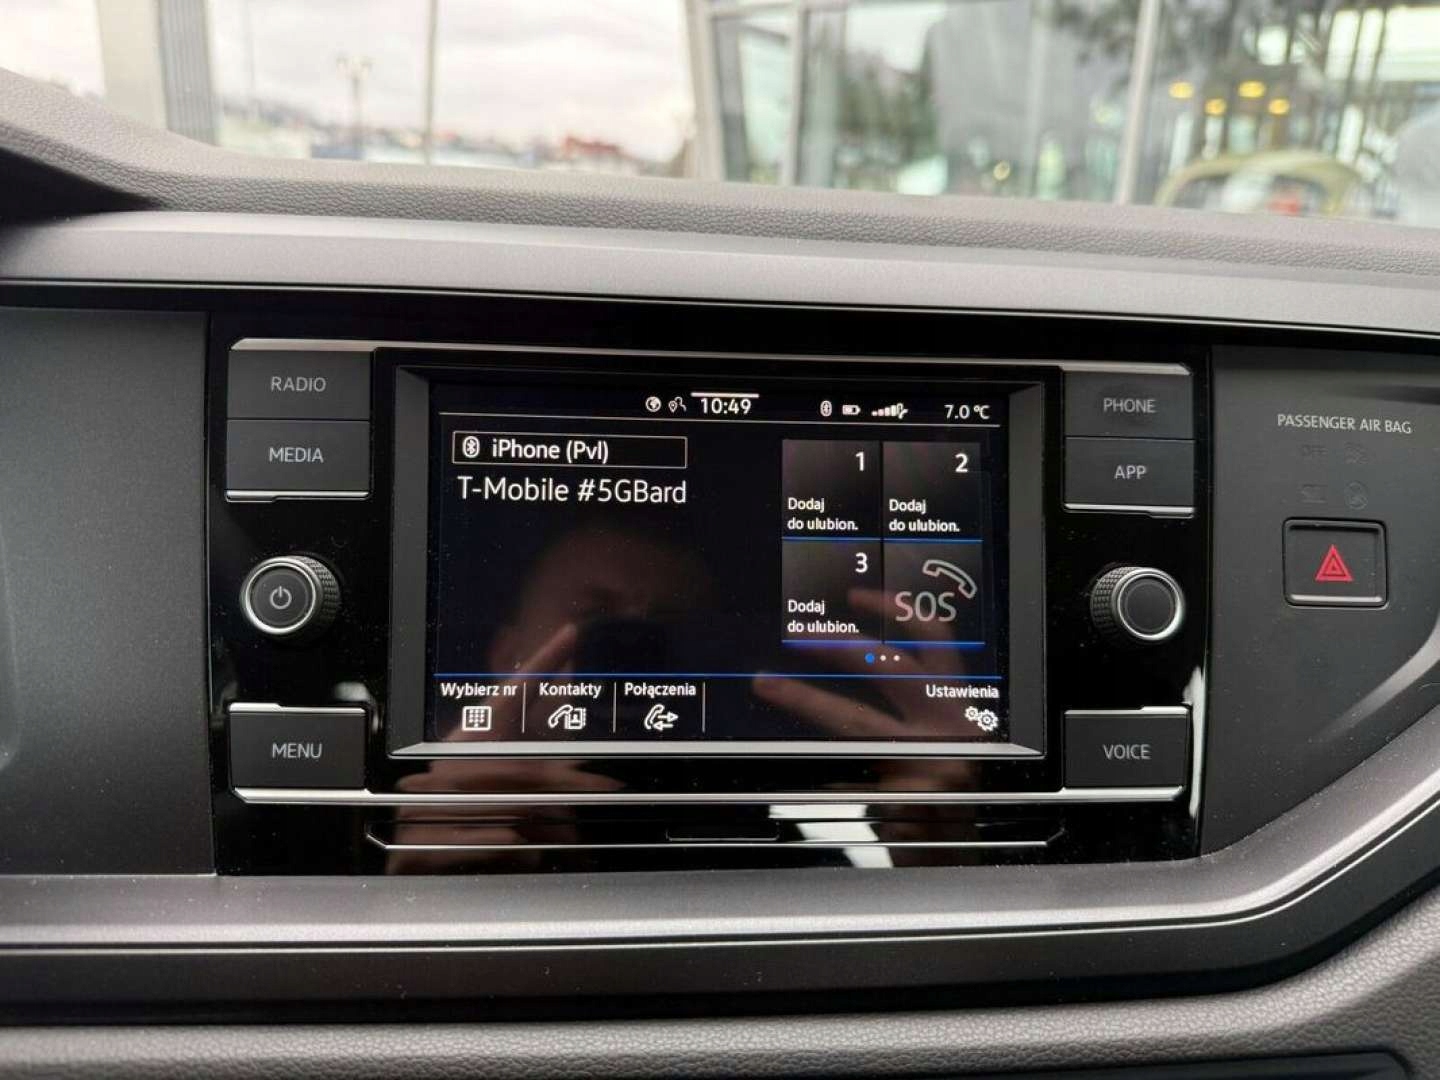 RADIO
MEDIA
MENU
10:49
7.0 °C
iPhone (Pvl)
T-Mobile #5GBard
1
Dodaj
do ulubion.
2
Dodaj
do ulubion.
3
Dodaj
do ulubion.
SOS
Wybierz nr
Kontakty
Połączenia
Ustawienia
PHONE
APP
VOICE
PASSENGER AIR BAG
OFF